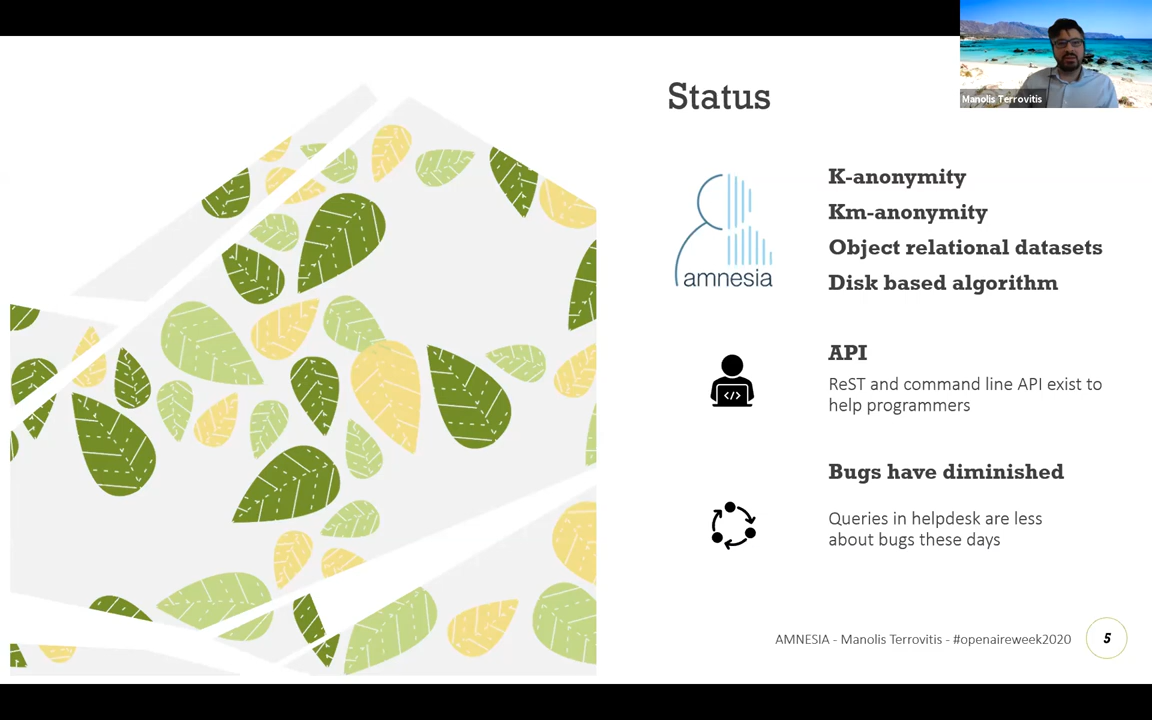 Status
Manolis Terrovitis
amnesia
K-anonymity
Km-anonymity
Object relational datasets
Disk based algorithm
API
ReST and command line API exist to
help programmers
Bugs have diminished
Queries in helpdesk are less
about bugs these days
AMNESIA - Manolis Terrovitis - #openaireweek2020
5